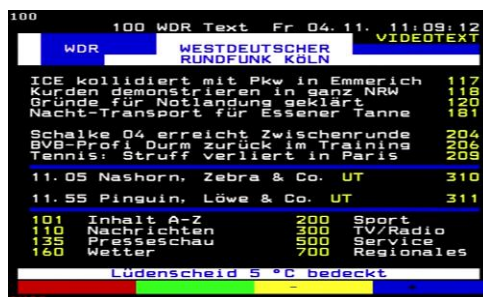 100
100 WDR Text Fr 04.11. 11:09:12
VIDEOTEXT
WDR WESTDEUTSCHER
RUNDFUNK KÖLN
ICE kollidiert mit Pkw in Emmerich 117
Kurden demonstrieren in ganz NRW 118
Gründe für Notlandung geklärt 120
Nacht-Transport für Essener Tanne 181
Schalke 04 erreicht Zwischenrunde 204
BVB-Profi Durm zurück im Training 206
Tennis: Struff verliert in Paris 209
11.05 Nashorn, Zebra & Co. UT 310
11.55 Pinguin, Löwe & Co. UT 311
101 Inhalt A-Z 200 Sport
110 Nachrichten 300 TV/Radio
135 Presseschau 500 Service
160 Wetter 700 Regionales
Lüdenscheid 5 °C bedeckt
- +